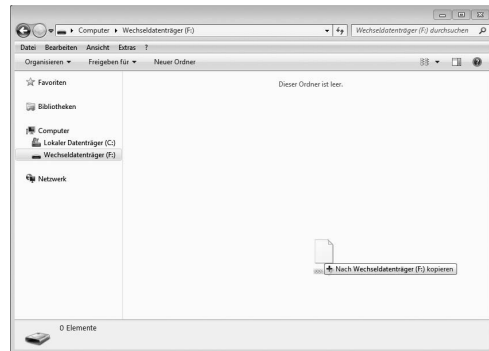 Computer ▸ Wechseldatenträger (F:)
Wechseldatenträger (F:) durchsuchen
Datei Bearbeiten Ansicht Extras ?
Organisieren Freigeben für Neuer Ordner
Favoriten
Dieser Ordner ist leer.
Bibliotheken
Computer
Lokaler Datenträger (C:)
Wechseldatenträger (F:)
Netzwerk
Nach Wechseldatenträger (F:) kopieren
0 Elemente